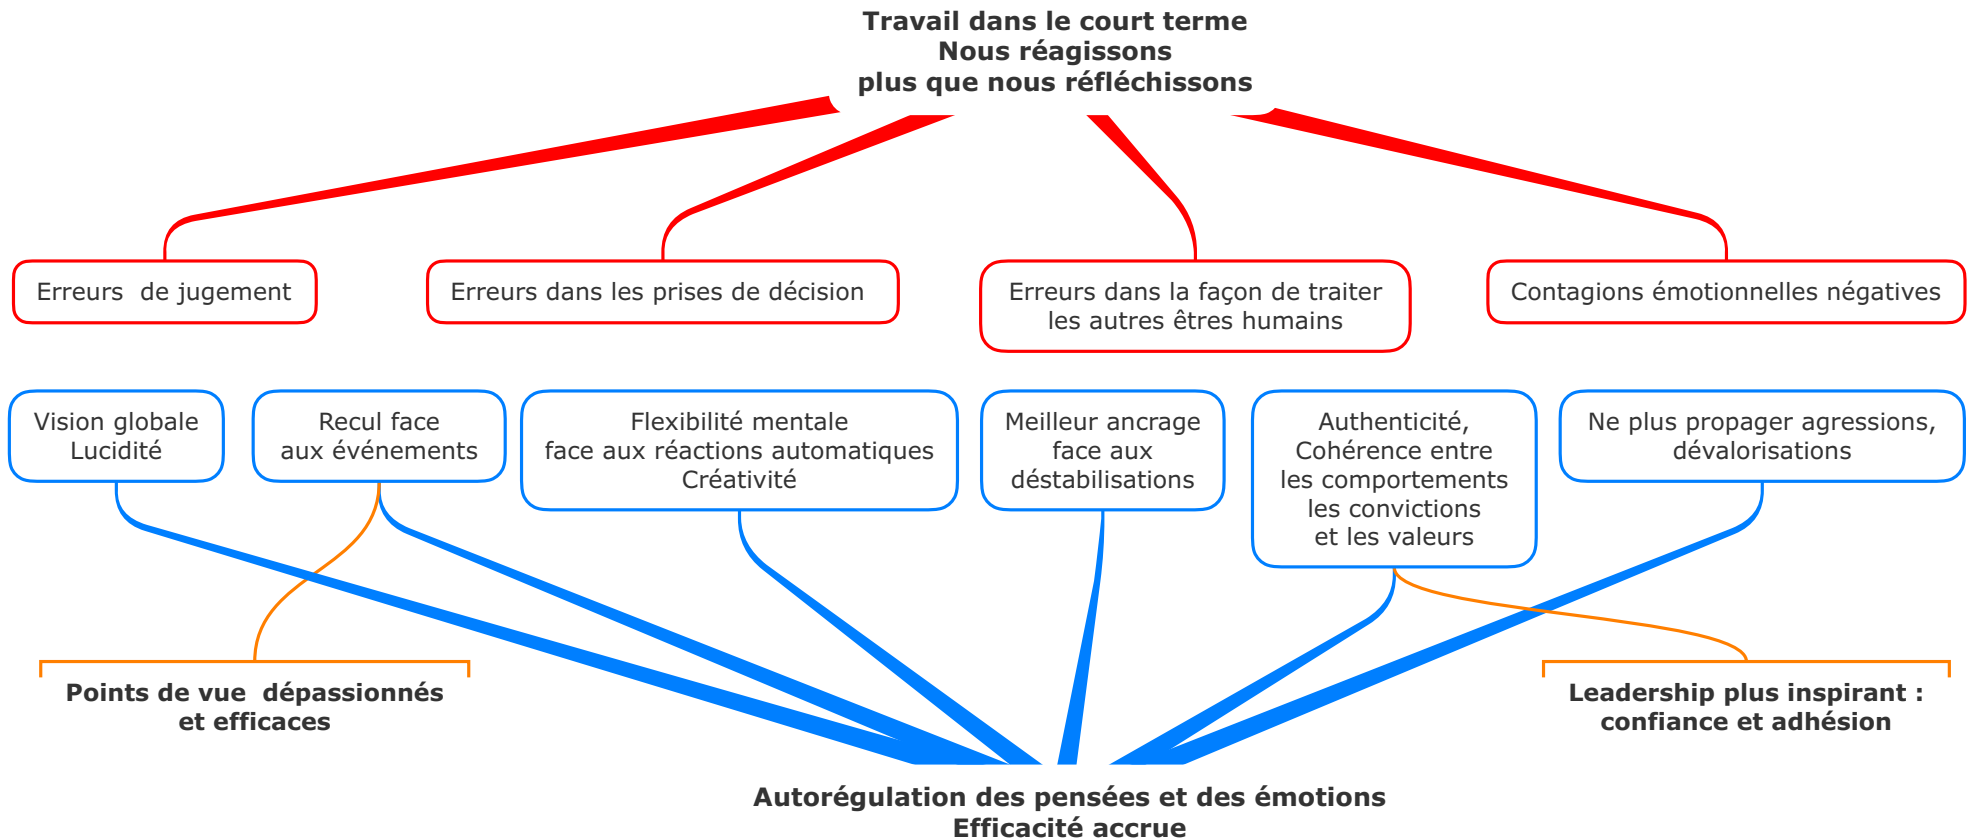 Travail dans le court terme
Nous réagissons
plus que nous réfléchissons
Erreurs  de jugement
Erreurs dans les prises de décision
Erreurs dans la façon de traiter
les autres êtres humains
Contagions émotionnelles négatives
Vision globale
Lucidité
Recul face
aux événements
Flexibilité mentale
face aux réactions automatiques
Créativité
Meilleur ancrage
face aux
déstabilisations
Authenticité,
Cohérence entre
les comportements
les convictions
et les valeurs
Ne plus propager agressions,
dévalorisations
Points de vue  dépassionnés
et efficaces
Leadership plus inspirant :
confiance et adhésion
Autorégulation des pensées et des émotions
Efficacité accrue